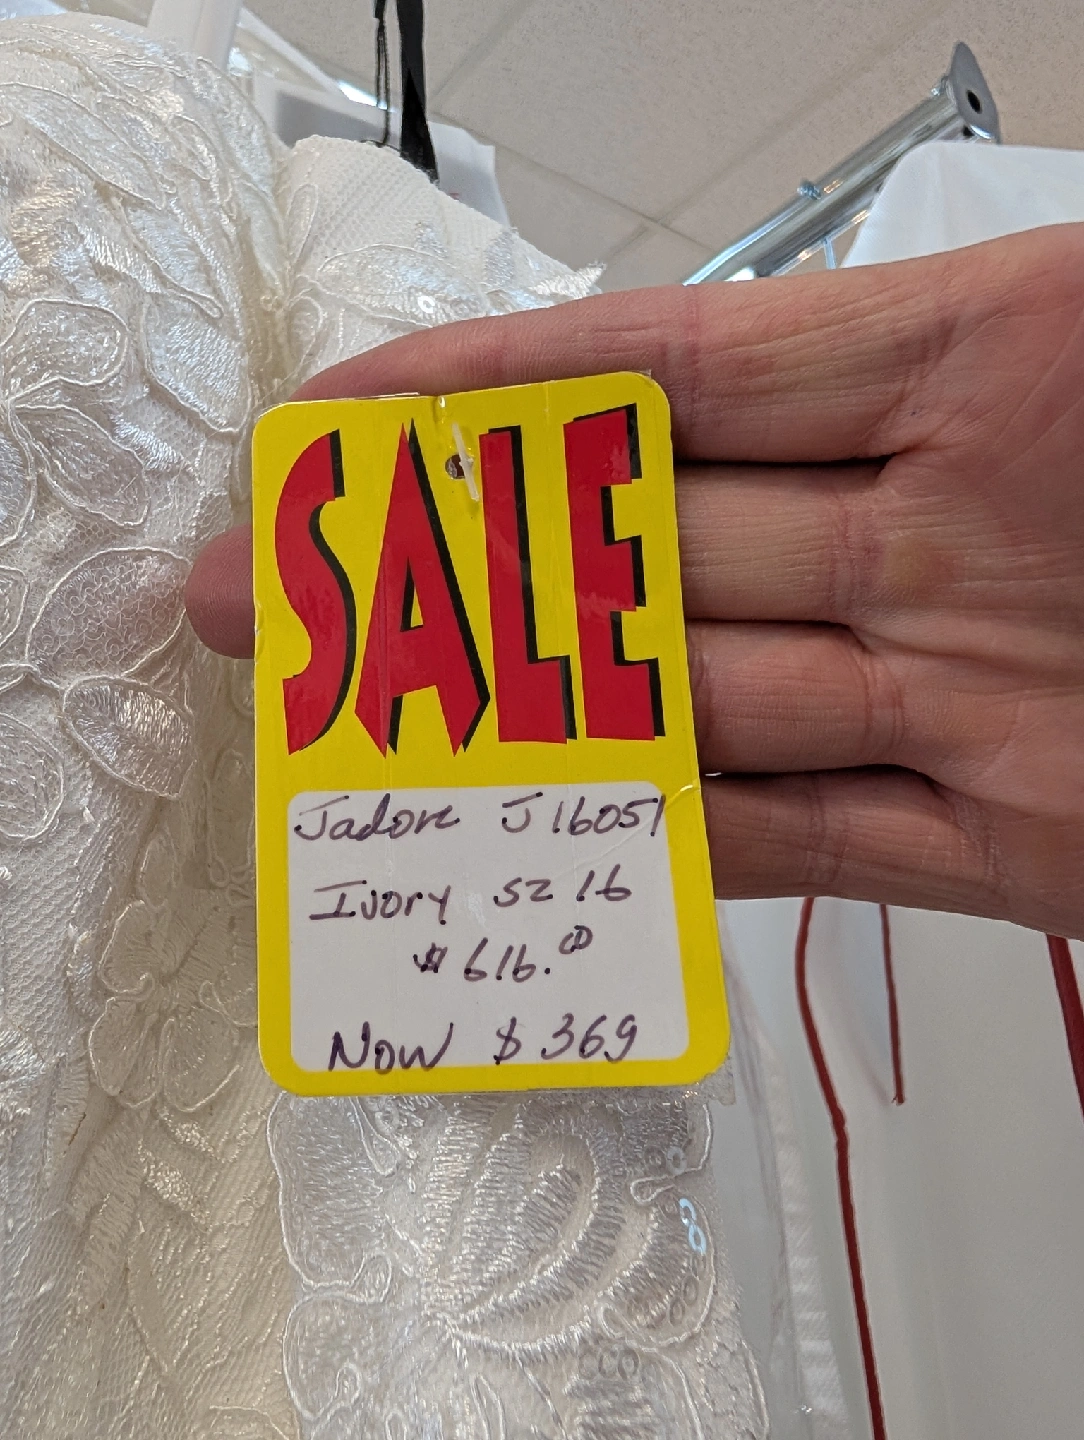 SALE
Jadore J16051
Ivory sz 16
$616.00
Now $369